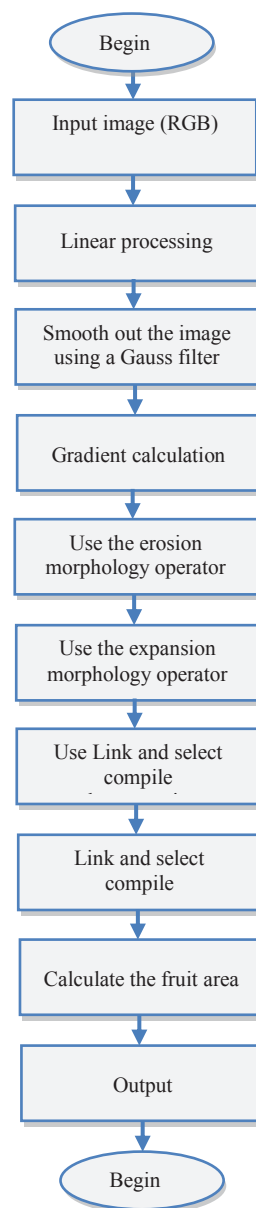 Begin
Input image (RGB)
Linear processing
Smooth out the image
using a Gauss filter
Gradient calculation
Use the erosion
morphology operator
Use the expansion
morphology operator
Use Link and select
compile
Link and select
compile
Calculate the fruit area
Output
Begin